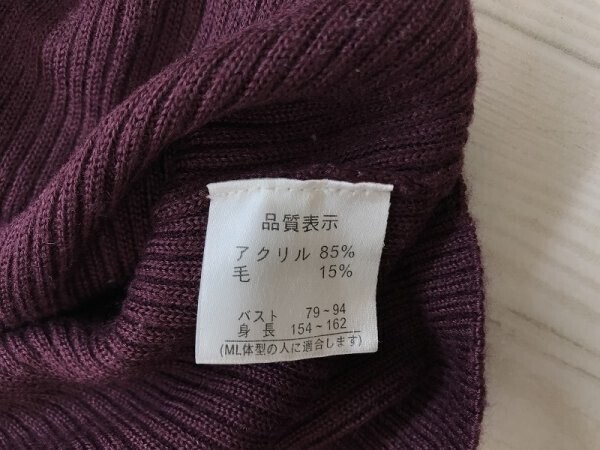 品質表示
アクリル 85%
毛 15%
バスト 79~94
身長 154~162
(ML体型の人に適合します)